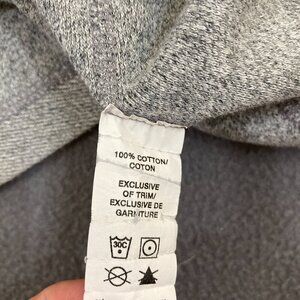 100% COTTON/
COTON
EXCLUSIVE
OF TRIM/
EXCLUSIVE DE
GARNITURE
30C